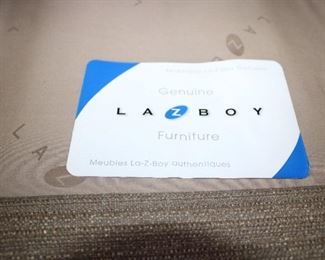 Genuine
LA Z BOY
Furniture
Meubles La-Z-Boy authentiques